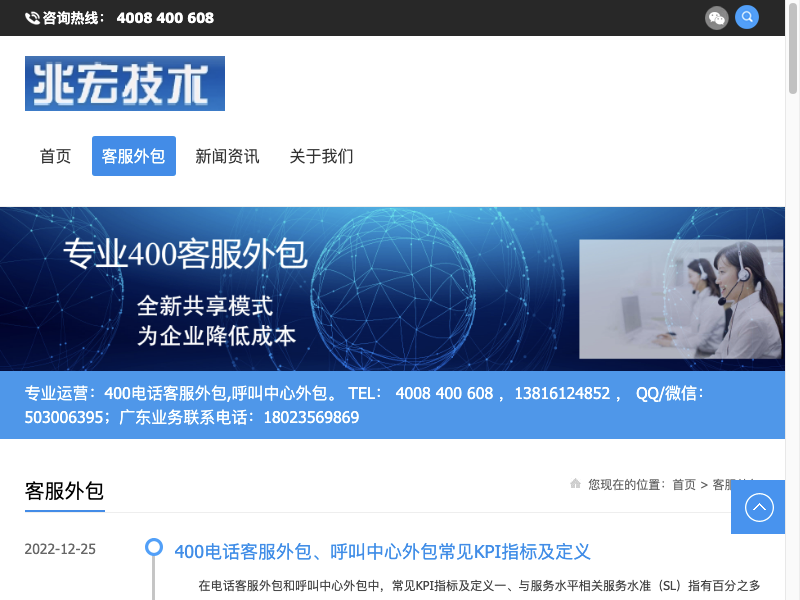 咨询热线： 4008 400 608
兆宏技术
首页 客服外包 新闻资讯 关于我们
专业400客服外包
全新共享模式
为企业降低成本
专业运营：400电话客服外包,呼叫中心外包。 TEL： 4008 400 608 ，13816124852 ， QQ/微信：
503006395；广东业务联系电话：18023569869
客服外包
您现在的位置：首页 > 客服
2022-12-25
400电话客服外包、呼叫中心外包常见KPI指标及定义
在电话客服外包和呼叫中心外包中，常见KPI指标及定义一、与服务水平相关服务水准（SL）指有百分之多